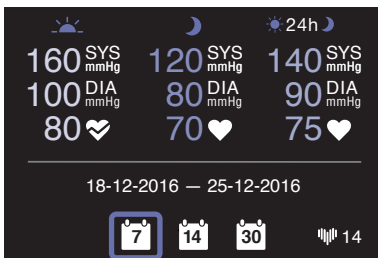 24h
160 SYS mmHg 120 SYS mmHg 140 SYS mmHg
100 DIA mmHg 80 DIA mmHg 90 DIA mmHg
80 70 75
18-12-2016 — 25-12-2016
7 14 30 14